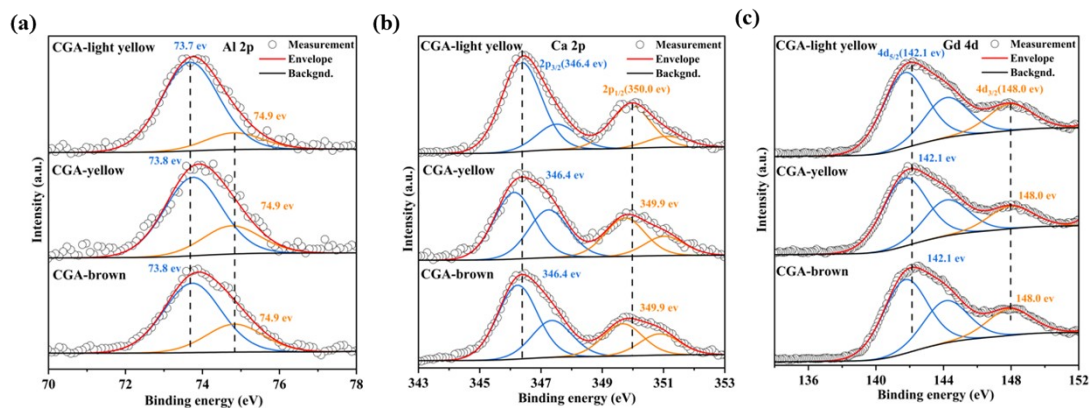 (a)
CGA-light yellow
73.7 ev
Al 2p
Measurement
Envelope
Backgnd.
74.9 ev
CGA-yellow
73.8 ev
74.9 ev
CGA-brown
73.8 ev
74.9 ev
Intensity (a.u.)
70 72 74 76 78
Binding energy (eV)
(b)
CGA-light yellow
Ca 2p
Measurement
Envelope
Backgnd.
2p3/2(346.4 ev)
2p1/2(350.0 ev)
CGA-yellow
346.4 ev
349.9 ev
CGA-brown
346.4 ev
349.9 ev
Intensity (a.u.)
343 345 347 349 351 353
Binding energy (eV)
(c)
CGA-light yellow
Gd 4d
4d5/2(142.1 ev)
Measurement
Envelope
Backgnd.
4d3/2(148.0 ev)
CGA-yellow
142.1 ev
148.0 ev
CGA-brown
142.1 ev
148.0 ev
Intensity (a.u.)
136 140 144 148 152
Binding energy (eV)